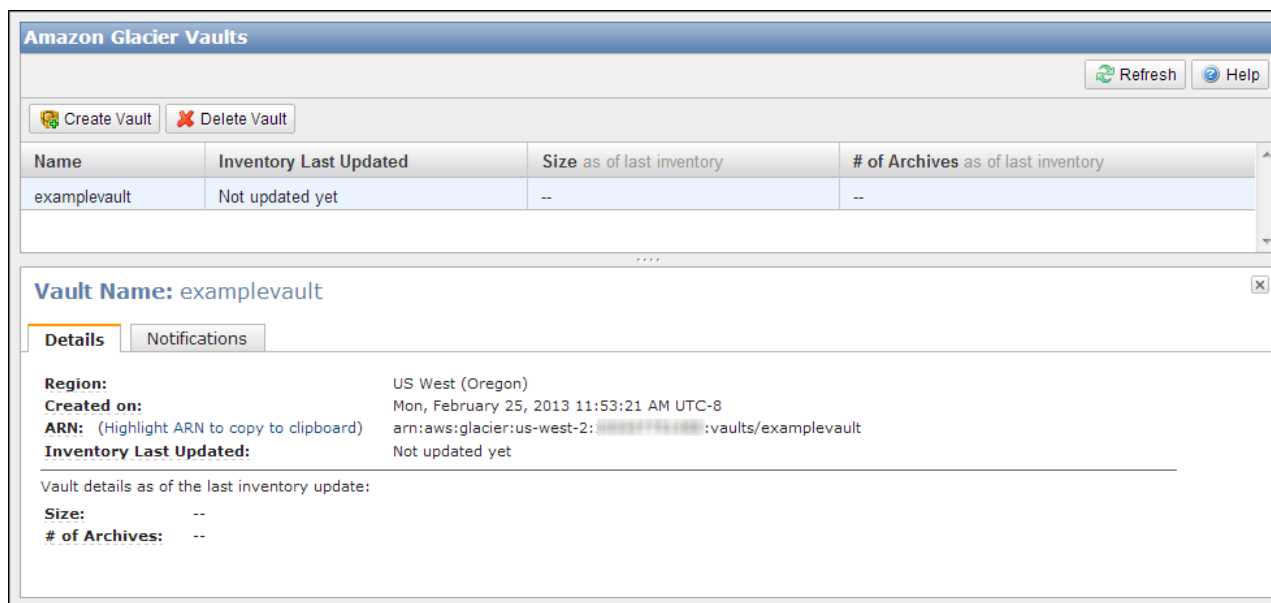 Amazon Glacier Vaults
Refresh Help
Create Vault Delete Vault
Name Inventory Last Updated Size as of last inventory # of Archives as of last inventory
examplevault Not updated yet -- --
Vault Name: examplevault
Details Notifications
Region: US West (Oregon)
Created on: Mon, February 25, 2013 11:53:21 AM UTC-8
ARN: (Highlight ARN to copy to clipboard) arn:aws:glacier:us-west-2: :vaults/examplevault
Inventory Last Updated: Not updated yet
Vault details as of the last inventory update:
Size: --
# of Archives: --